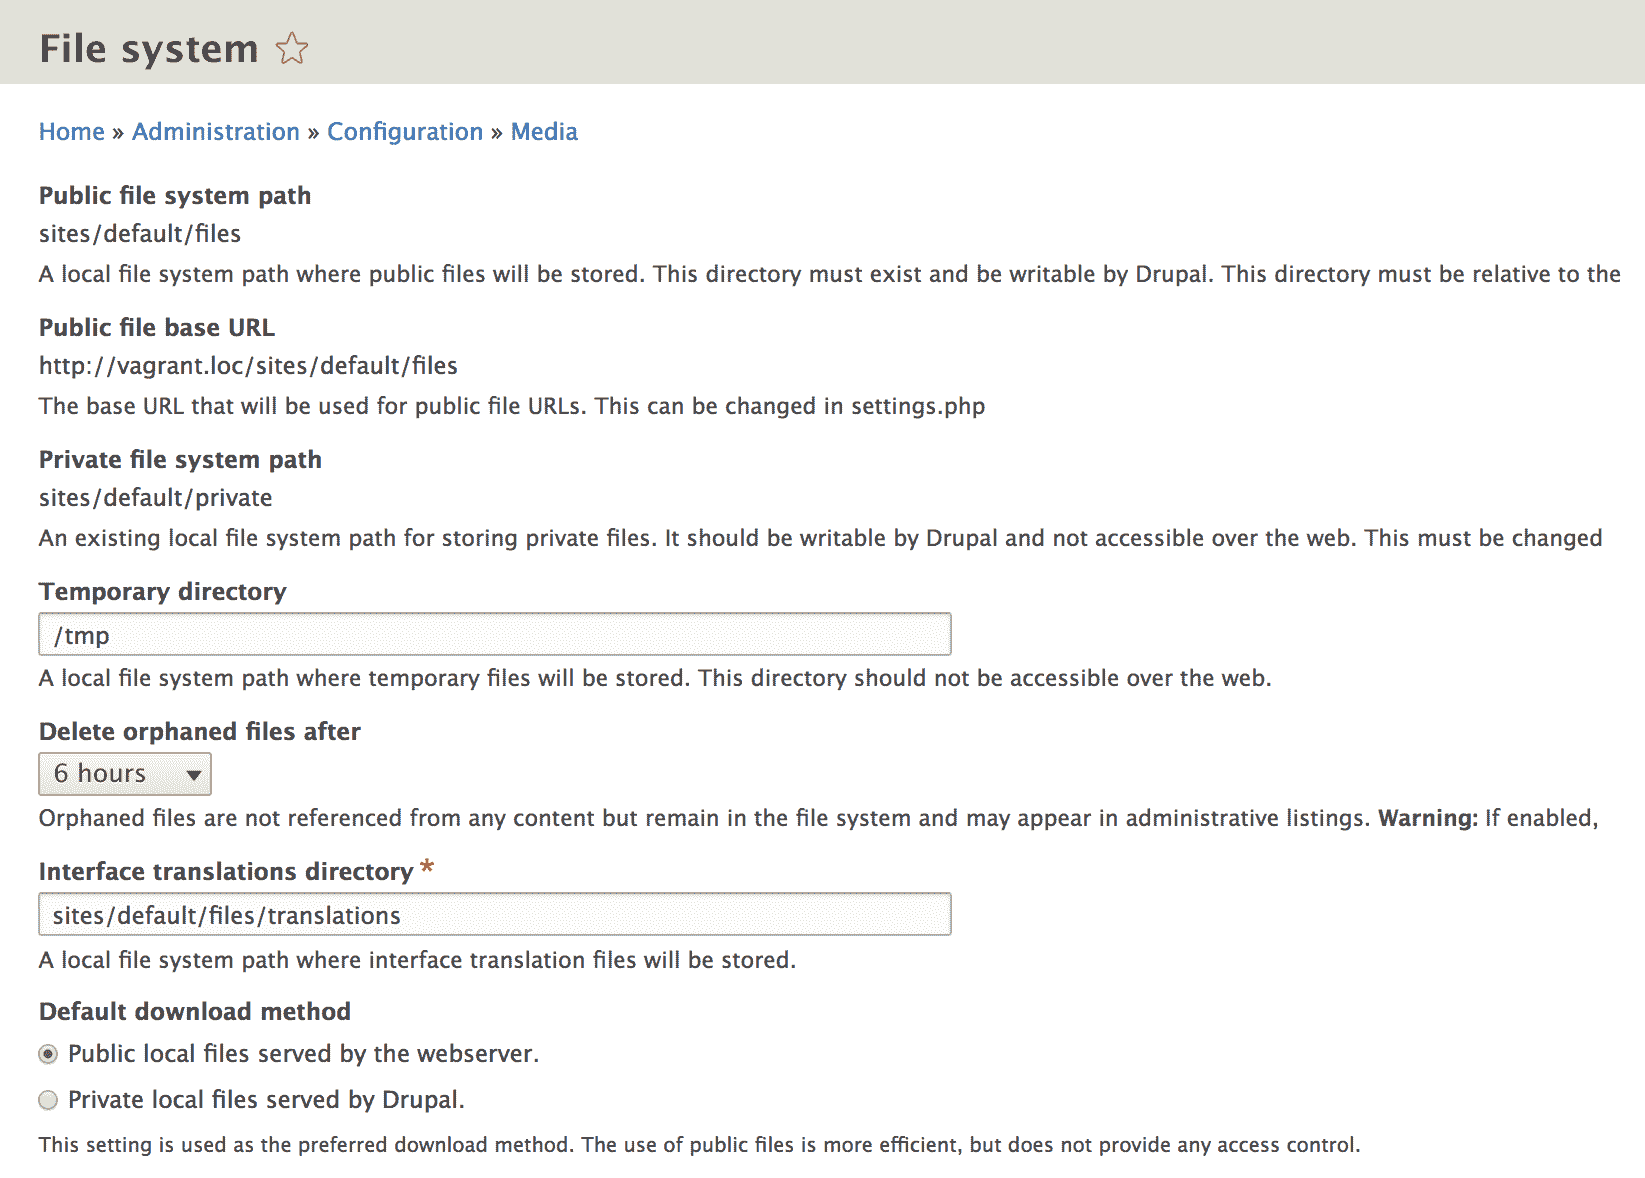 File system
Home » Administration » Configuration » Media
Public file system path
sites/default/files
A local file system path where public files will be stored. This directory must exist and be writable by Drupal. This directory must be relative to the
Public file base URL
http://vagrant.loc/sites/default/files
The base URL that will be used for public file URLs. This can be changed in settings.php
Private file system path
sites/default/private
An existing local file system path for storing private files. It should be writable by Drupal and not accessible over the web. This must be changed
Temporary directory
/tmp
A local file system path where temporary files will be stored. This directory should not be accessible over the web.
Delete orphaned files after
6 hours
Orphaned files are not referenced from any content but remain in the file system and may appear in administrative listings. Warning: If enabled,
Interface translations directory *
sites/default/files/translations
A local file system path where interface translation files will be stored.
Default download method
Public local files served by the webserver.
Private local files served by Drupal.
This setting is used as the preferred download method. The use of public files is more efficient, but does not provide any access control.